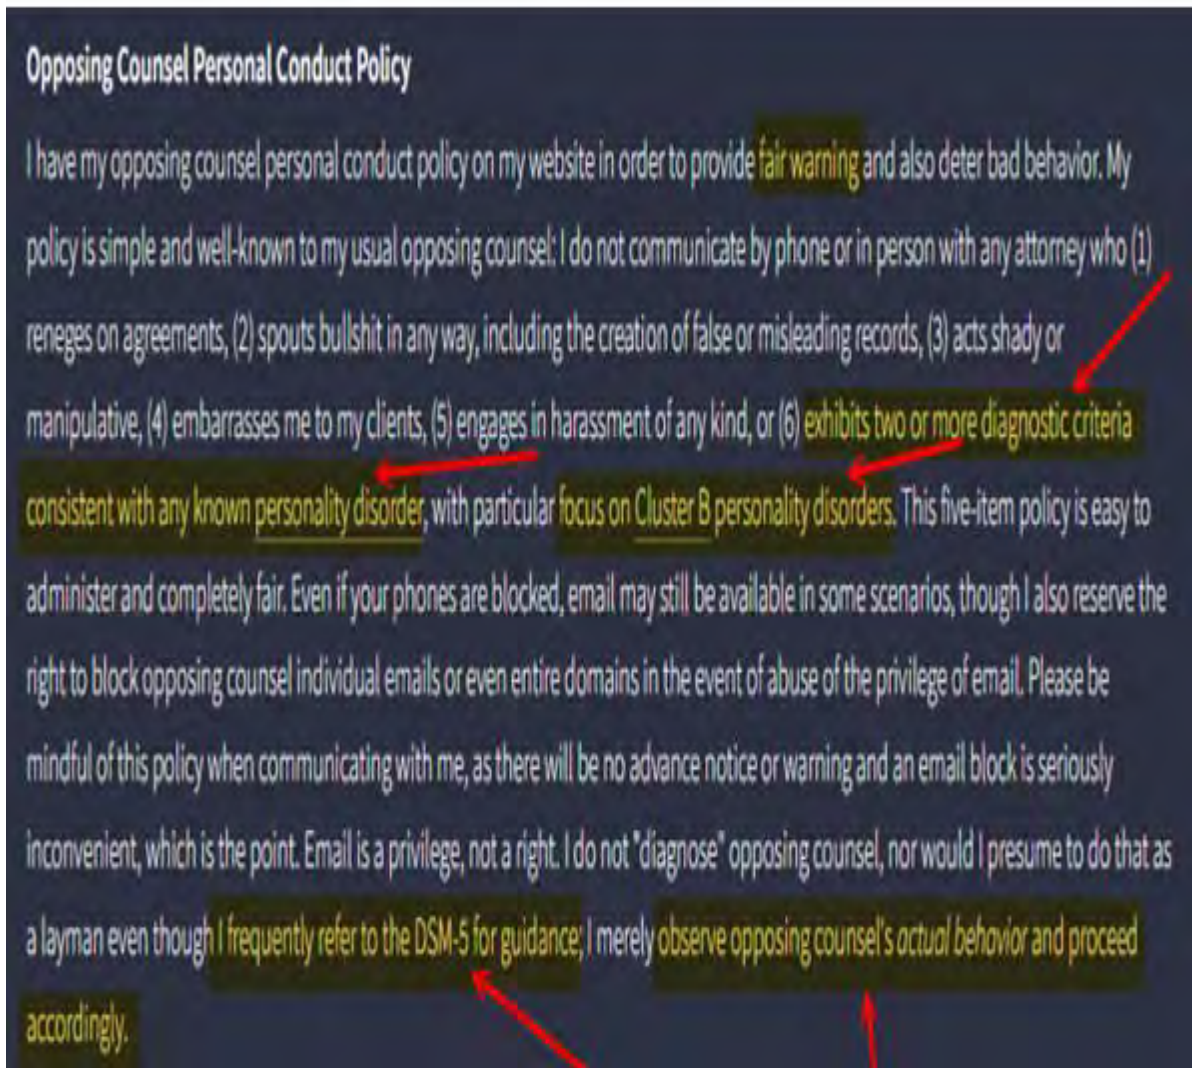 Opposing Counsel Personal Conduct Policy
I have my opposing counsel personal conduct policy on my website in order to provide fair warning and also deter bad behavior. My
policy is simple and well-known to my usual opposing counsel: I do not communicate by phone or in person with any attorney who (1)
reneges on agreements, (2) spouts bullshit in any way, including the creation of false or misleading records, (3) acts shady or
manipulative, (4) embarrasses me to my clients, (5) engages in harassment of any kind, or (6) exhibits two or more diagnostic criteria
consistent with any known personality disorder, with particular focus on Cluster B personality disorders. This five-item policy is easy to
administer and completely fair. Even if your phones are blocked, email may still be available in some scenarios, though I also reserve the
right to block opposing counsel individual emails or even entire domains in the event of abuse of the privilege of email. Please be
mindful of this policy when communicating with me, as there will be no advance notice or warning and an email block is seriously
inconvenient, which is the point. Email is a privilege, not a right. I do not "diagnose" opposing counsel, nor would I presume to do that as
a layman even though I frequently refer to the DSM-5 for guidance; I merely observe opposing counsel's actual behavior and proceed
accordingly.